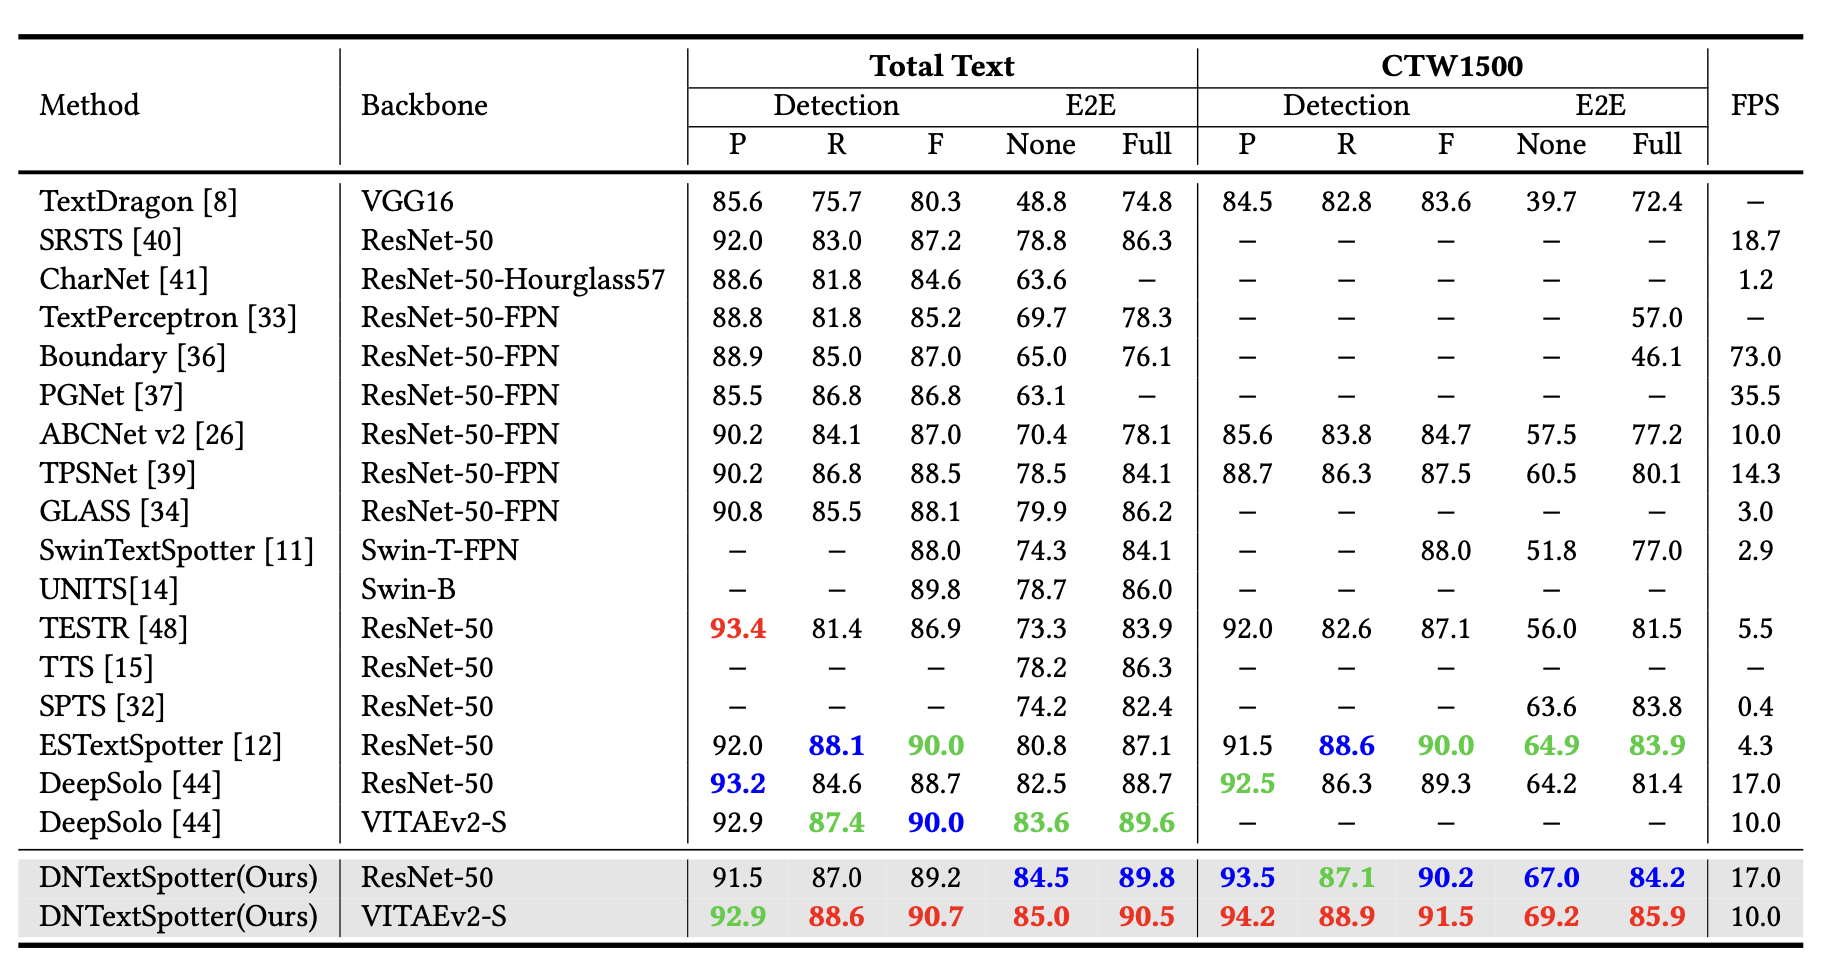 Total Text CTW1500
Method Backbone Detection E2E Detection E2E FPS
P R F None Full P R F None Full
TextDragon [8] VGG16 85.6 75.7 80.3 48.8 74.8 84.5 82.8 83.6 39.7 72.4 –
SRSTS [40] ResNet-50 92.0 83.0 87.2 78.8 86.3 – – – – – 18.7
CharNet [41] ResNet-50-Hourglass57 88.6 81.8 84.6 63.6 – – – – – – 1.2
TextPerceptron [33] ResNet-50-FPN 88.8 81.8 85.2 69.7 78.3 – – – – 57.0 –
Boundary [36] ResNet-50-FPN 88.9 85.0 87.0 65.0 76.1 – – – – 46.1 73.0
PGNet [37] ResNet-50-FPN 85.5 86.8 86.8 63.1 – – – – – – 35.5
ABCNet v2 [26] ResNet-50-FPN 90.2 84.1 87.0 70.4 78.1 85.6 83.8 84.7 57.5 77.2 10.0
TPSNet [39] ResNet-50-FPN 90.2 86.8 88.5 78.5 84.1 88.7 86.3 87.5 60.5 80.1 14.3
GLASS [34] ResNet-50-FPN 90.8 85.5 88.1 79.9 86.2 – – – – – 3.0
SwinTextSpotter [11] Swin-T-FPN – – 88.0 74.3 84.1 – – 88.0 51.8 77.0 2.9
UNITS[14] Swin-B – – 89.8 78.7 86.0 – – – – –
TESTR [48] ResNet-50 93.4 81.4 86.9 73.3 83.9 92.0 82.6 87.1 56.0 81.5 5.5
TTS [15] ResNet-50 – – – 78.2 86.3 – – – – – –
SPTS [32] ResNet-50 – – – 74.2 82.4 – – – 63.6 83.8 0.4
ESTextSpotter [12] ResNet-50 92.0 88.1 90.0 80.8 87.1 91.5 88.6 90.0 64.9 83.9 4.3
DeepSolo [44] ResNet-50 93.2 84.6 88.7 82.5 88.7 92.5 86.3 89.3 64.2 81.4 17.0
DeepSolo [44] VITAEv2-S 92.9 87.4 90.0 83.6 89.6 – – – – – 10.0
DNTextSpotter(Ours) ResNet-50 91.5 87.0 89.2 84.5 89.8 93.5 87.1 90.2 67.0 84.2 17.0
DNTextSpotter(Ours) VITAEv2-S 92.9 88.6 90.7 85.0 90.5 94.2 88.9 91.5 69.2 85.9 10.0